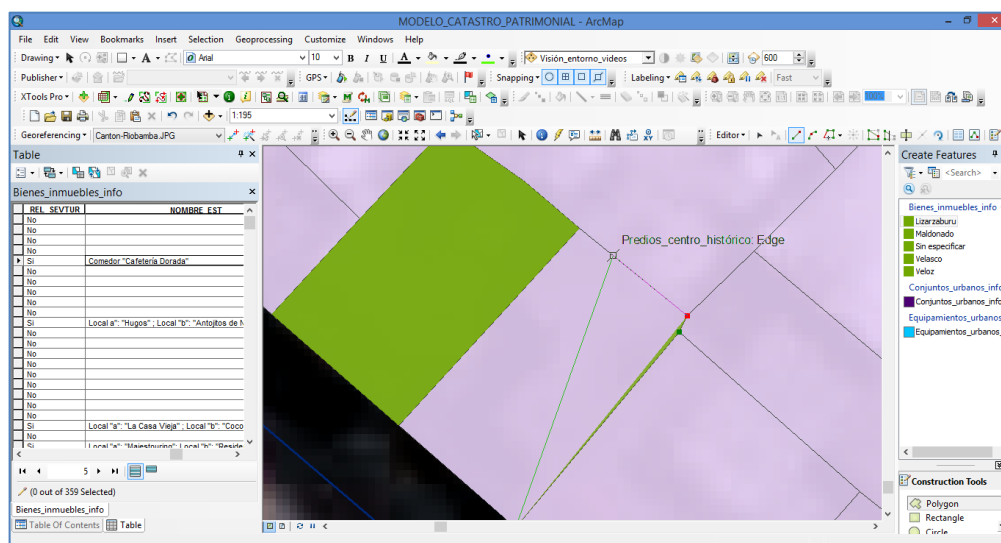 MODELO_CATASTRO_PATRIMONIAL - ArcMap
File Edit View Bookmarks Insert Selection Geoprocessing Customize Windows Help
Drawing Arial 10 B I U A Visión_entorno_videos 600
Publisher GPS Snapping Labeling Fast
XTools Pro
1:195
Georeferencing Canton-Riobamba.JPG Editor
Table
Bienes_inmuebles_info
REL_SEVTUR NOMBRE_EST
No
No
No
No
Si Comedor "Cafetería Dorada"
No
No
No
No
No
Si Local a": "Hugos" ; Local "b": "Antojitos de
No
No
No
No
No
No
No
No
No
Si Local "a": "La Casa Vieja" ; Local "b": "Coco
No
Si Local "a": "Majestouring"; Local "b": "Reside
5
(0 out of 359 Selected)
Bienes_inmuebles_info
Table Of Contents Table
Predios_centro_histórico: Edge
Create Features
<Search>
Bienes_inmuebles_info
Lizarzaburu
Maldonado
Sin especificar
Velasco
Veloz
Conjuntos_urbanos_info
Conjuntos_urbanos_info
Equipamientos_urbanos
Equipamientos_urbanos_
Construction Tools
Polygon
Rectangle
Circle